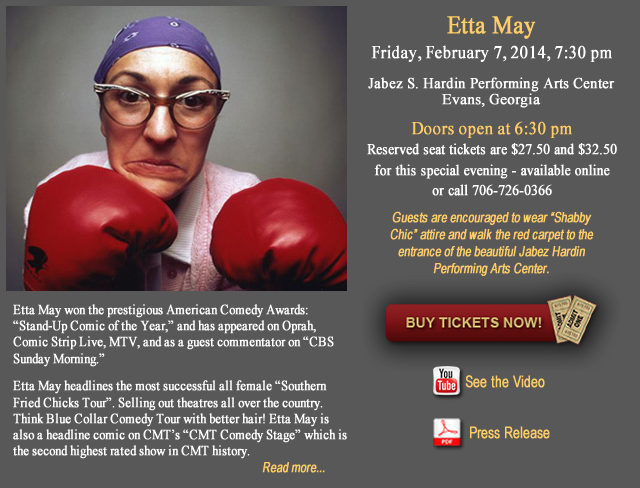 Etta May
Friday, February 7, 2014, 7:30 pm
Jabez S. Hardin Performing Arts Center
Evans, Georgia
Doors open at 6:30 pm
Reserved seat tickets are $27.50 and $32.50
for this special evening - available online
or call 706-726-0366
Guests are encouraged to wear “Shabby
Chic” attire and walk the red carpet to the
entrance of the beautiful Jabez Hardin
Performing Arts Center.
BUY TICKETS NOW!
ADMIT
ONE
You
Tube
See the Video
PDF
Press Release
Etta May won the prestigious American Comedy Awards:
“Stand-Up Comic of the Year,” and has appeared on Oprah,
Comic Strip Live, MTV, and as a guest commentator on “CBS
Sunday Morning.”
Etta May headlines the most successful all female “Southern
Fried Chicks Tour”. Selling out theatres all over the country.
Think Blue Collar Comedy Tour with better hair! Etta May is
also a headline comic on CMT’s “CMT Comedy Stage” which is
the second highest rated show in CMT history.
Read more...